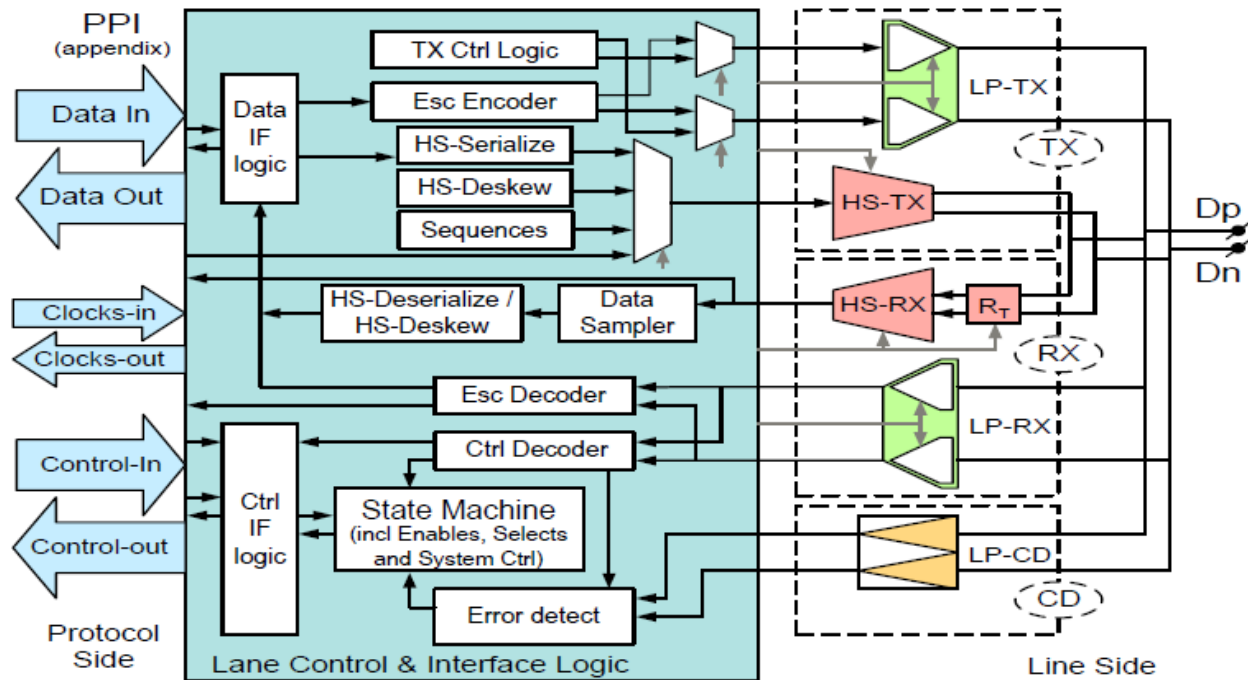 PPI
(appendix)
Data In
Data Out
Clocks-in
Clocks-out
Control-In
Control-out
Protocol
Side
Data
IF
logic
TX Ctrl Logic
Esc Encoder
HS-Serialize
HS-Deskew
Sequences
HS-Deserialize /
HS-Deskew
Data
Sampler
Esc Decoder
Ctrl Decoder
Ctrl
IF
logic
State Machine
(incl Enables, Selects
and System Ctrl)
Error detect
Lane Control & Interface Logic
LP-TX
TX
HS-TX
HS-RX
RT
RX
LP-RX
LP-CD
CD
Dp
Dn
Line Side